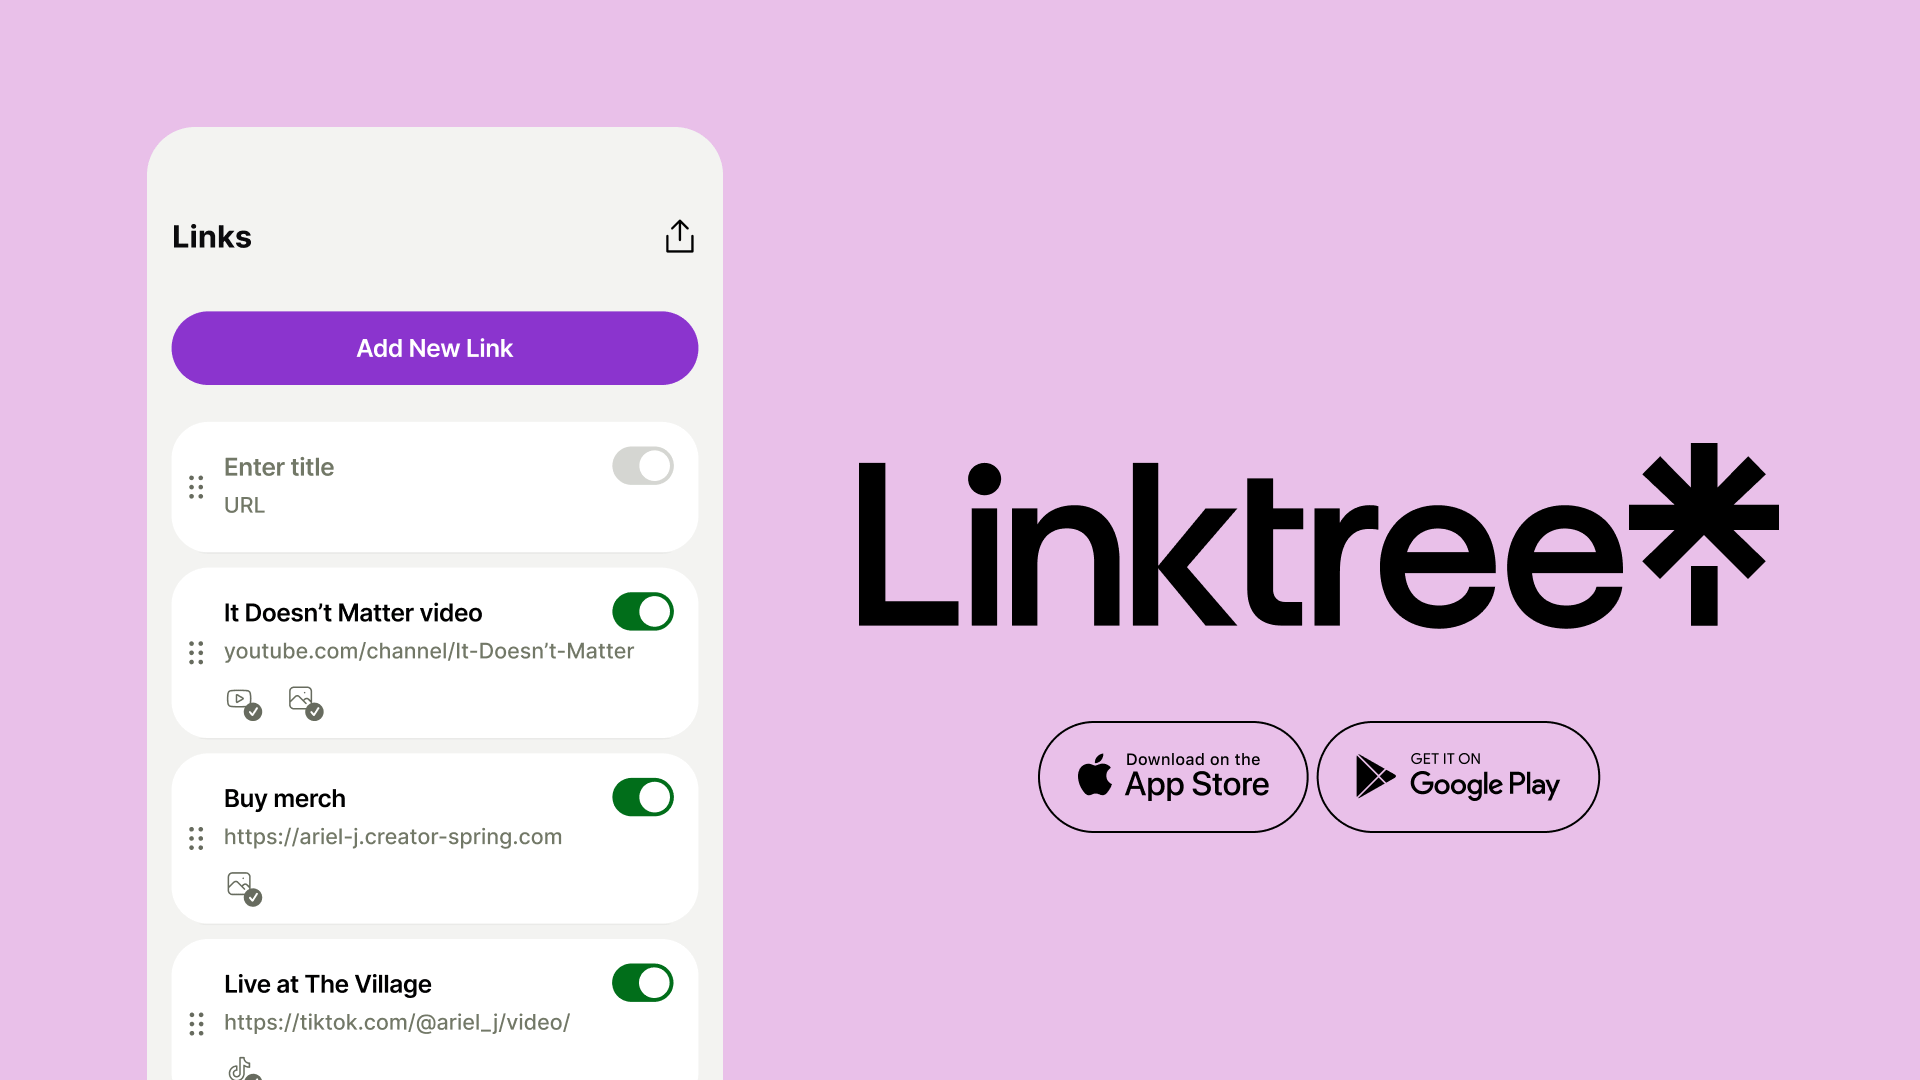 Links
Add New Link
Enter title
URL
It Doesn’t Matter video
youtube.com/channel/It-Doesn’t-Matter
Buy merch
https://ariel-j.creator-spring.com
Live at The Village
https://tiktok.com/@ariel_j/video/
Linktree
Download on the
App Store
GET IT ON
Google Play